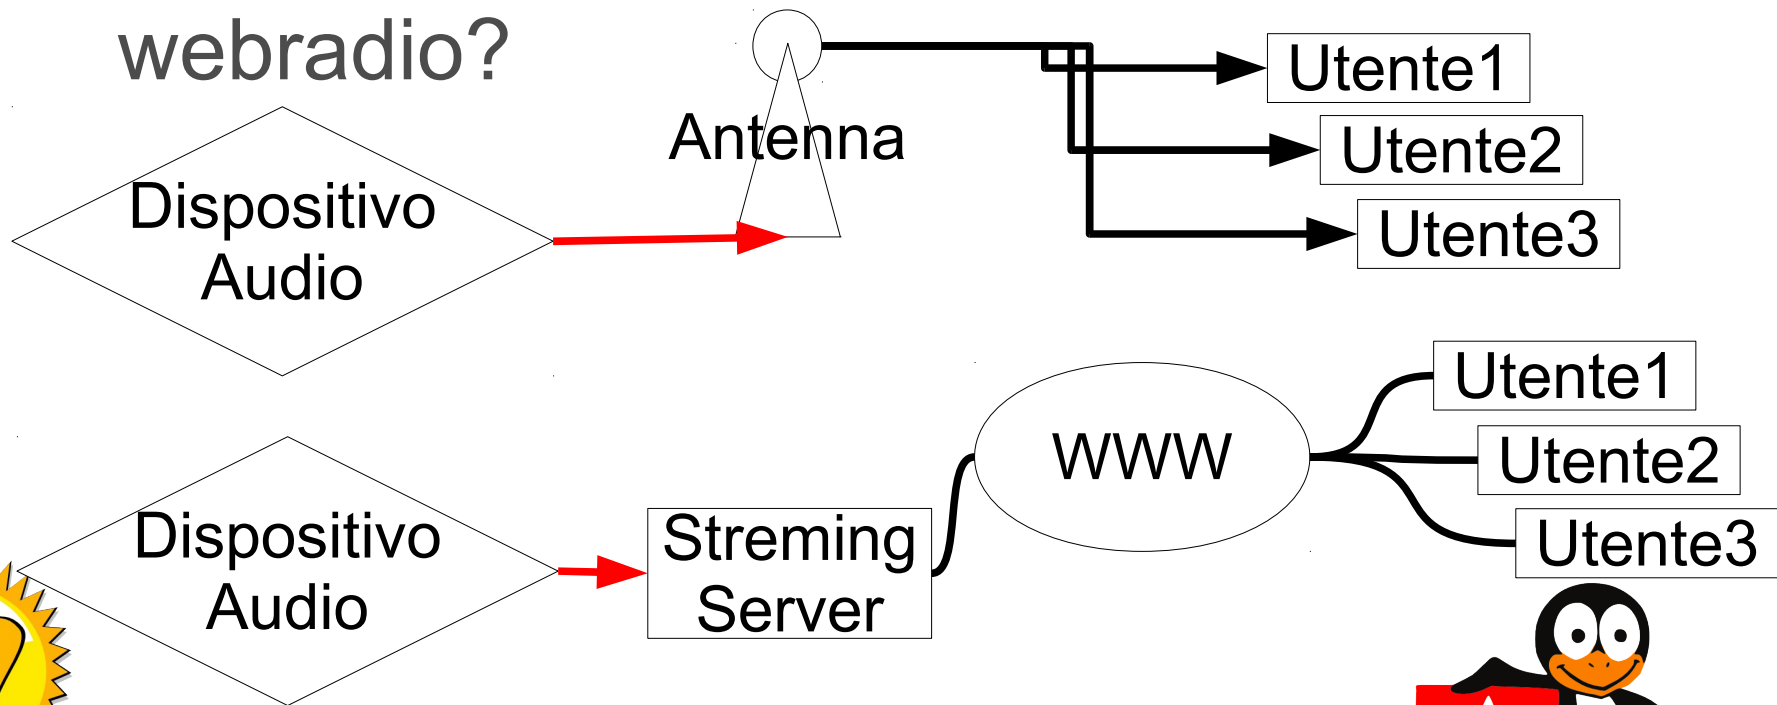 webradio?
Antenna
Utente1
Utente2
Utente3
Dispositivo
Audio
WWW
Utente1
Utente2
Utente3
Dispositivo
Audio
Streming
Server